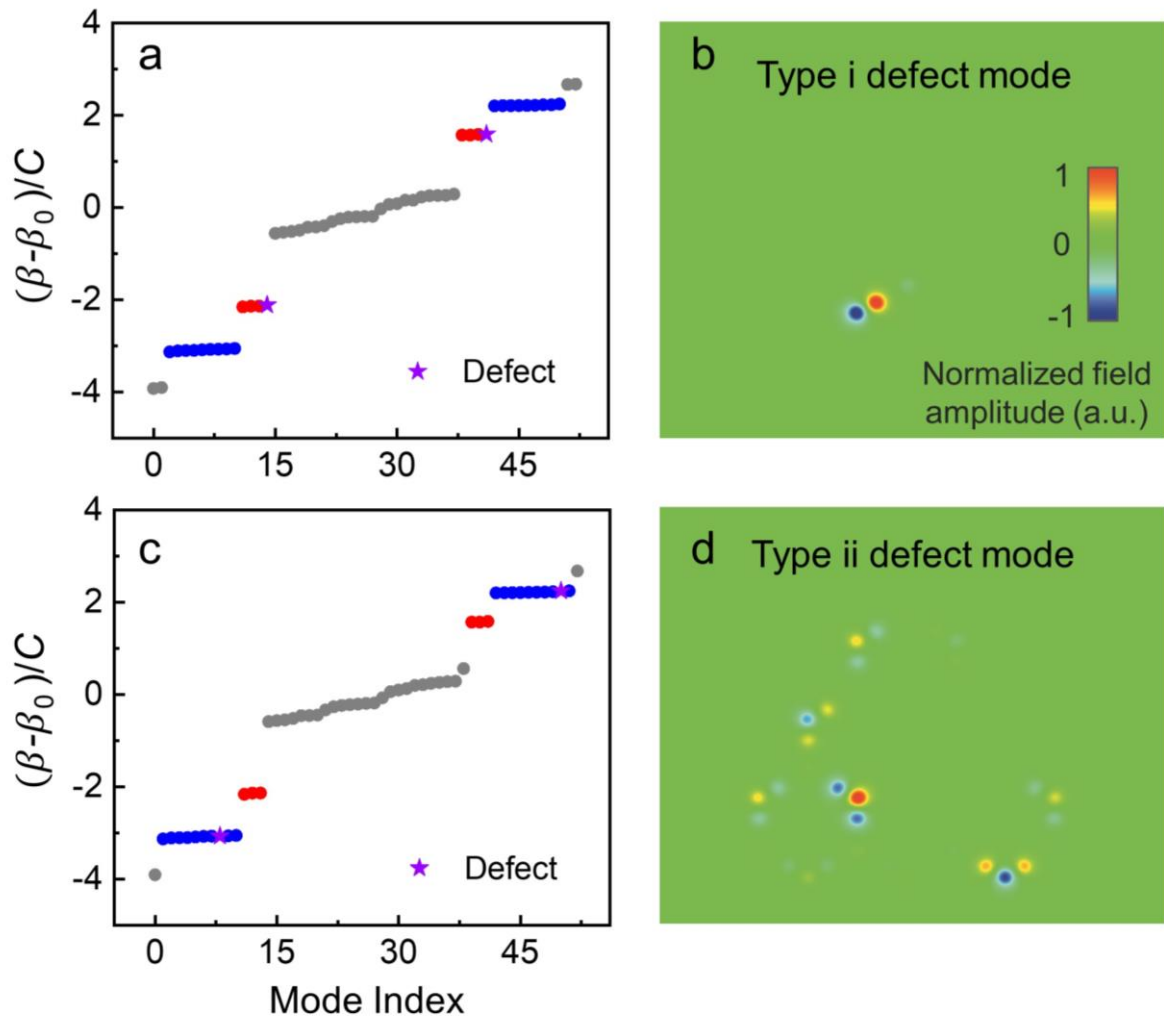 a
4
2
0
-2
-4
(β-β₀)/C
0 15 30 45
Defect
b
Type i defect mode
1
0
-1
Normalized field
amplitude (a.u.)
c
4
2
0
-2
-4
(β-β₀)/C
0 15 30 45
Defect
Mode Index
d
Type ii defect mode